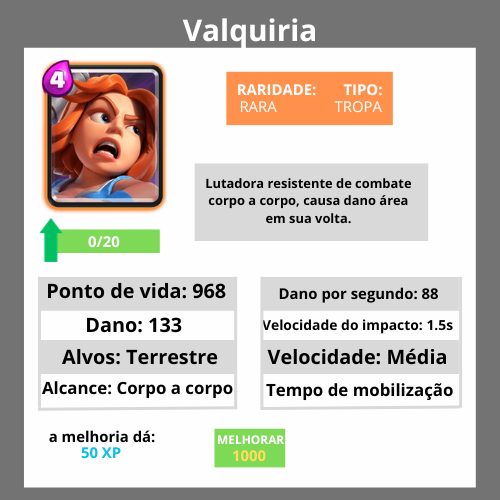 Valquiria
4
RARIDADE: TIPO:
RARA TROPA
Lutadora resistente de combate
corpo a corpo, causa dano área
em sua volta.
0/20
Ponto de vida: 968
Dano: 133
Alvos: Terrestre
Alcance: Corpo a corpo
Dano por segundo: 88
Velocidade do impacto: 1.5s
Velocidade: Média
Tempo de mobilização
a melhoria dá:
50 XP
MELHORAR
1000